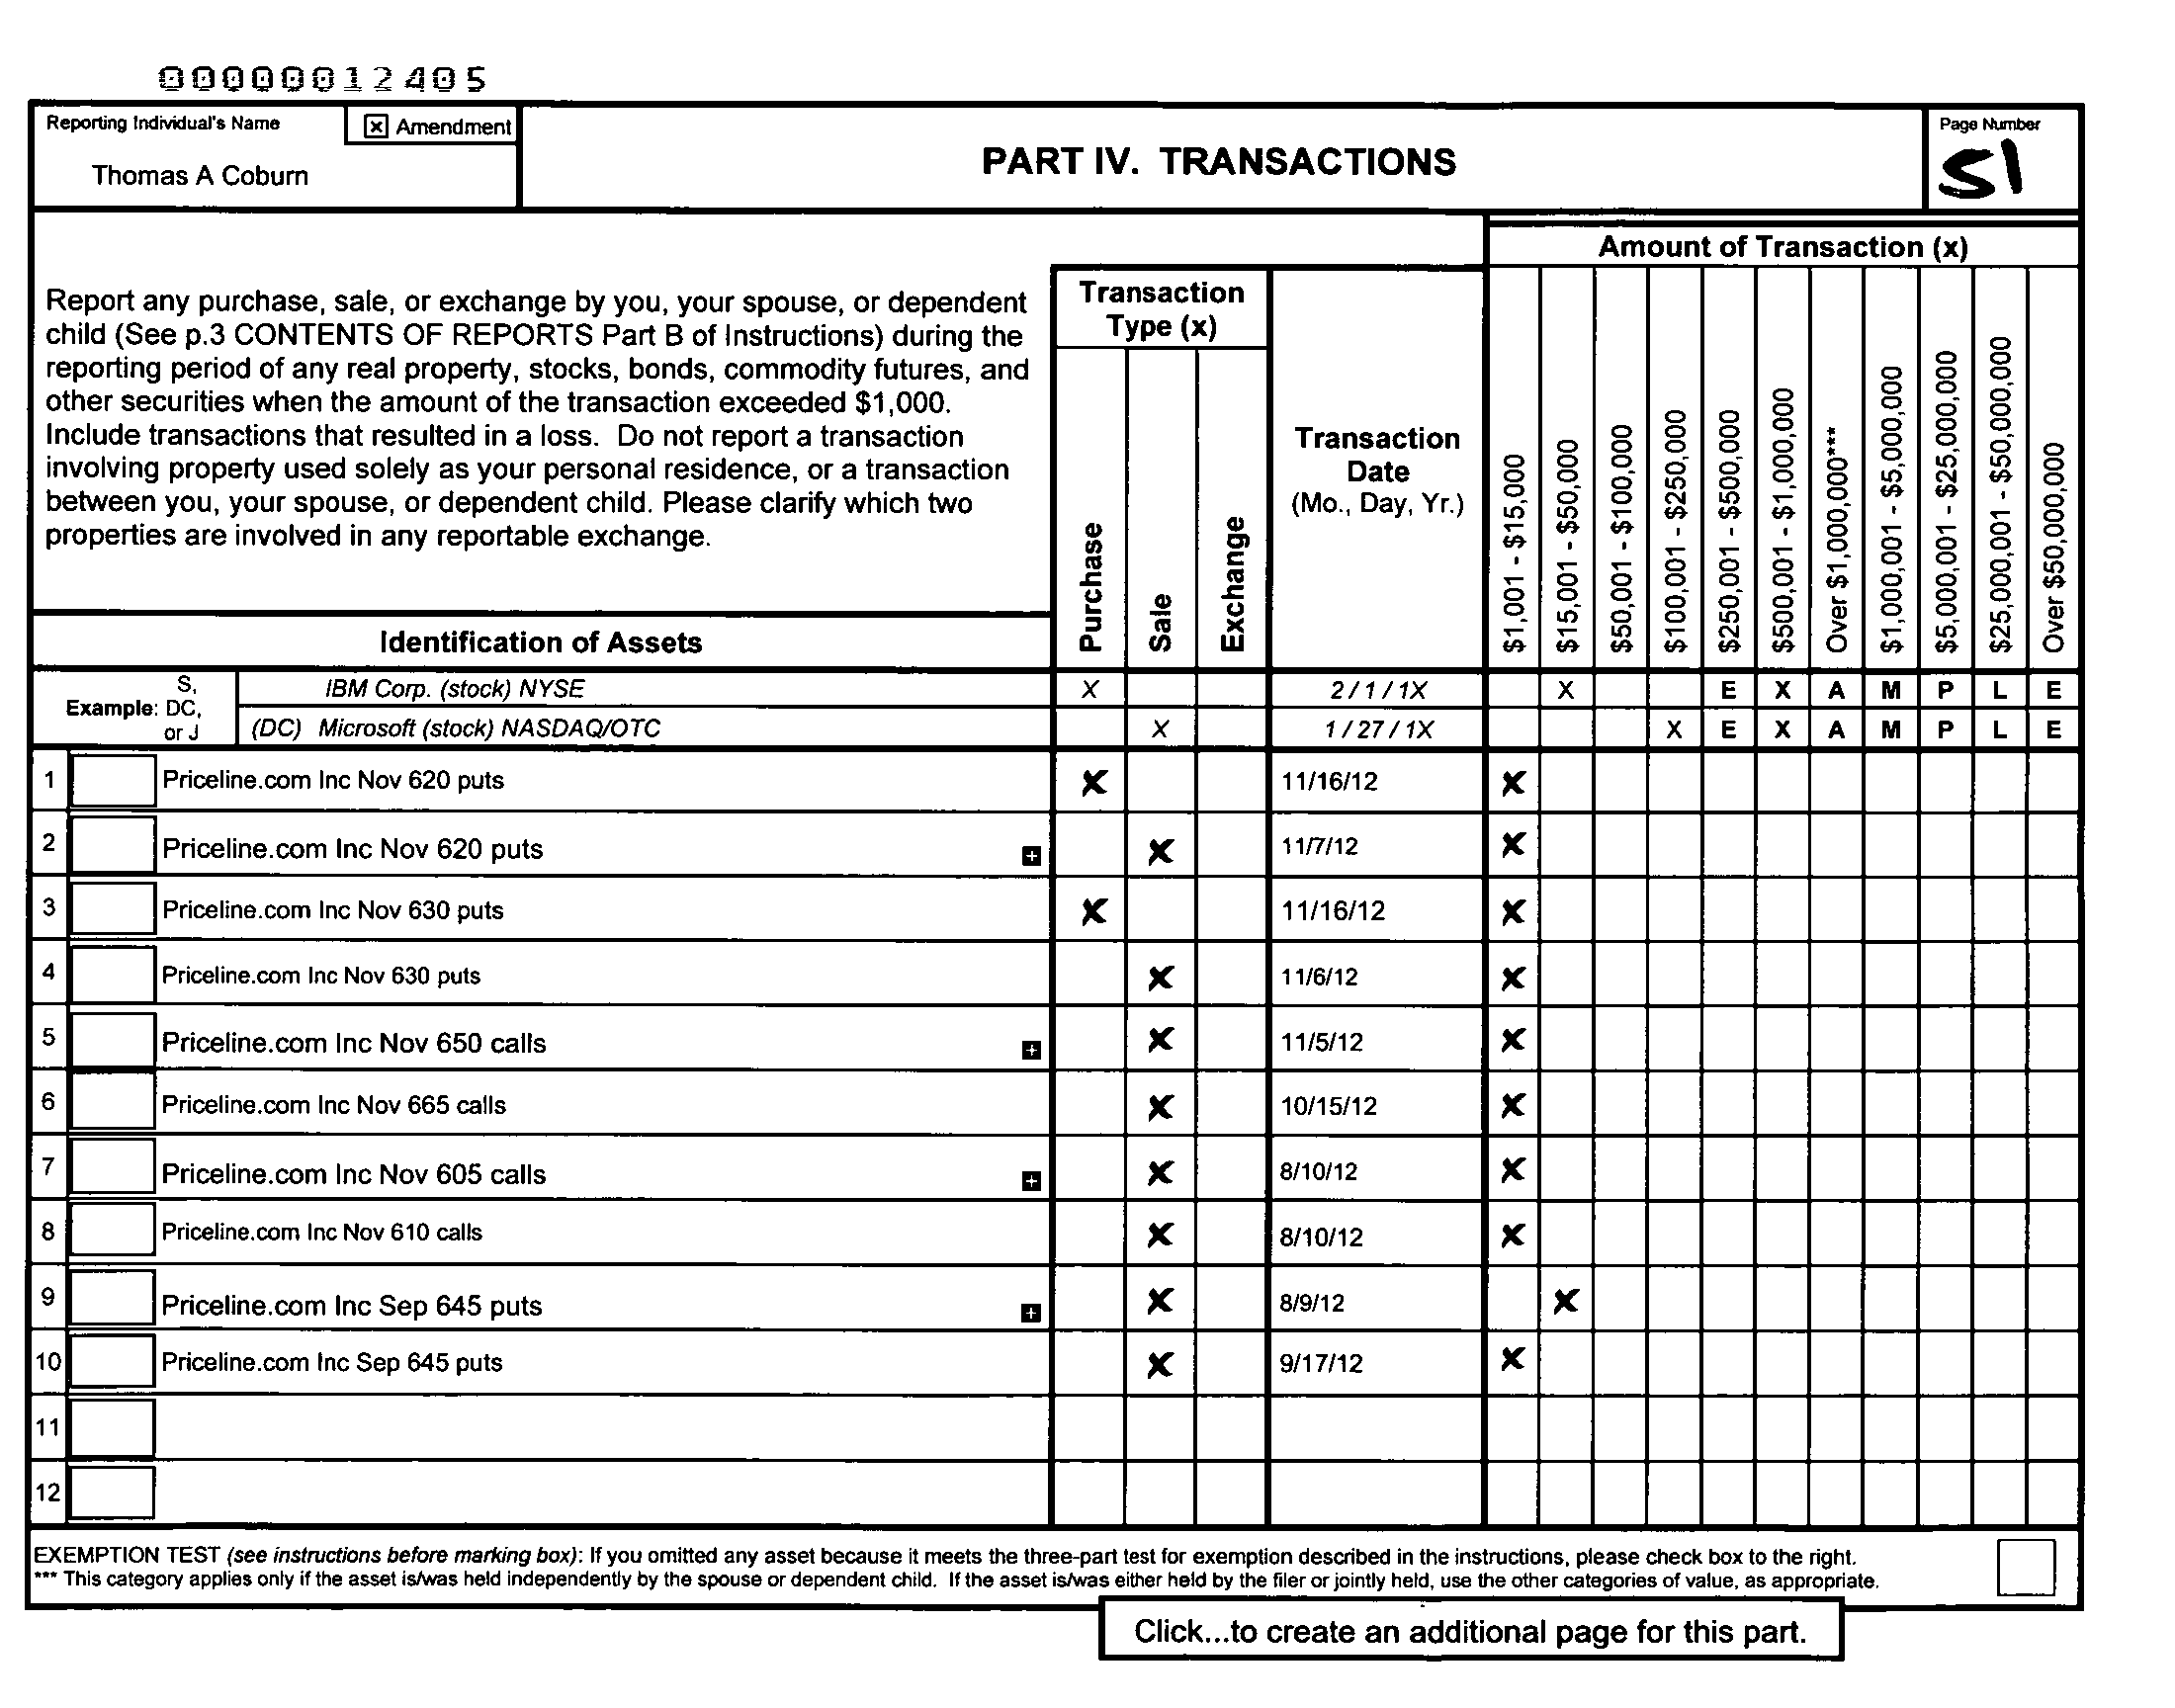 00000012405
Reporting Individual's Name
☒ Amendment
Thomas A Coburn
PART IV. TRANSACTIONS
Page Number
51
Report any purchase, sale, or exchange by you, your spouse, or dependent
child (See p.3 CONTENTS OF REPORTS Part B of Instructions) during the
reporting period of any real property, stocks, bonds, commodity futures, and
other securities when the amount of the transaction exceeded $1,000.
Include transactions that resulted in a loss. Do not report a transaction
involving property used solely as your personal residence, or a transaction
between you, your spouse, or dependent child. Please clarify which two
properties are involved in any reportable exchange.
Identification of Assets
Transaction
Type (x)
Purchase
Sale
Exchange
Transaction
Date
(Mo., Day, Yr.)
Amount of Transaction (x)
$1,001 - $15,000
$15,001 - $50,000
$50,001 - $100,000
$100,001 - $250,000
$250,001 - $500,000
$500,001 - $1,000,000
Over $1,000,000***
$1,000,001 - $5,000,000
$5,000,001 - $25,000,000
$25,000,001 - $50,000,000
Over $50,000,000
Example: S, DC, or J
IBM Corp. (stock) NYSE X 2/1/1X X E X A M P L E
(DC) Microsoft (stock) NASDAQ/OTC X 1/27/1X X E X A M P L E
1 Priceline.com Inc Nov 620 puts X 11/16/12 X
2 Priceline.com Inc Nov 620 puts + X 11/7/12 X
3 Priceline.com Inc Nov 630 puts X 11/16/12 X
4 Priceline.com Inc Nov 630 puts X 11/6/12 X
5 Priceline.com Inc Nov 650 calls + X 11/5/12 X
6 Priceline.com Inc Nov 665 calls X 10/15/12 X
7 Priceline.com Inc Nov 605 calls + X 8/10/12 X
8 Priceline.com Inc Nov 610 calls X 8/10/12 X
9 Priceline.com Inc Sep 645 puts + X 8/9/12 X
10 Priceline.com Inc Sep 645 puts X 9/17/12 X
11
12
EXEMPTION TEST (see instructions before marking box): If you omitted any asset because it meets the three-part test for exemption described in the instructions, please check box to the right.
*** This category applies only if the asset is/was held independently by the spouse or dependent child. If the asset is/was either held by the filer or jointly held, use the other categories of value, as appropriate.
Click...to create an additional page for this part.